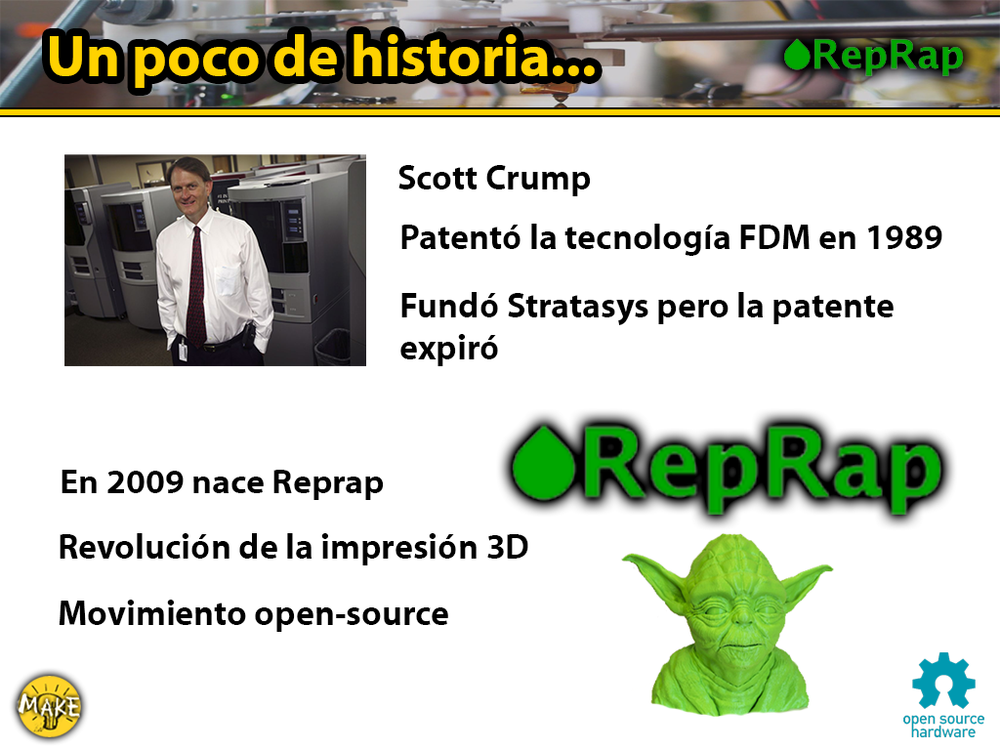 Un poco de historia...
RepRap
Scott Crump
Patentó la tecnología FDM en 1989
Fundó Stratasys pero la patente
expiró
RepRap
En 2009 nace Reprap
Revolución de la impresión 3D
Movimiento open-source
MAKE
open source
hardware